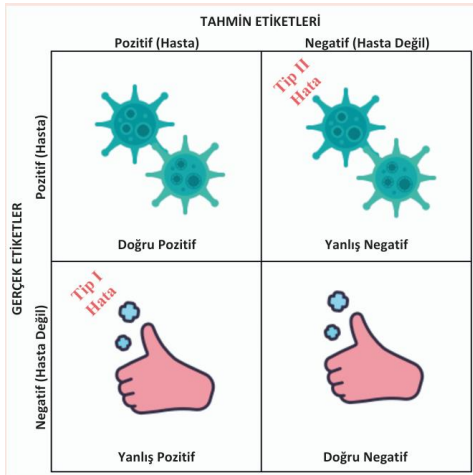 TAHMİN ETİKETLERİ
Pozitif (Hasta)
Negatif (Hasta Değil)
GERÇEK ETİKETLER
Pozitif (Hasta)
Doğru Pozitif
Tip II
Hata
Yanlış Negatif
Negatif (Hasta Değil)
Tip I
Hata
Yanlış Pozitif
Doğru Negatif